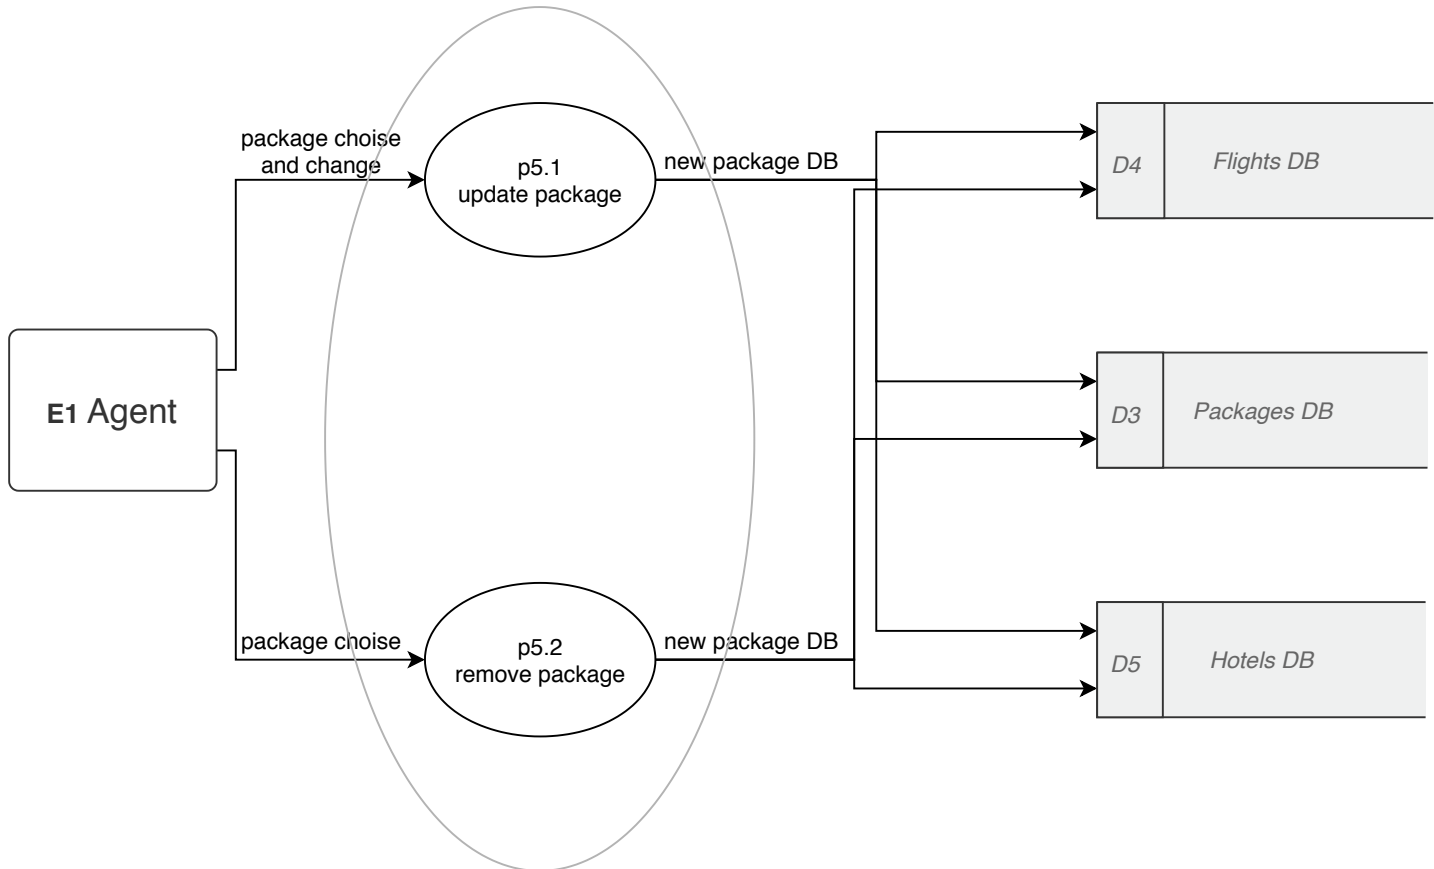 package choise
and change
p5.1
update package
new package DB
D4
Flights DB
E1 Agent
D3
Packages DB
package choise
p5.2
remove package
new package DB
D5
Hotels DB